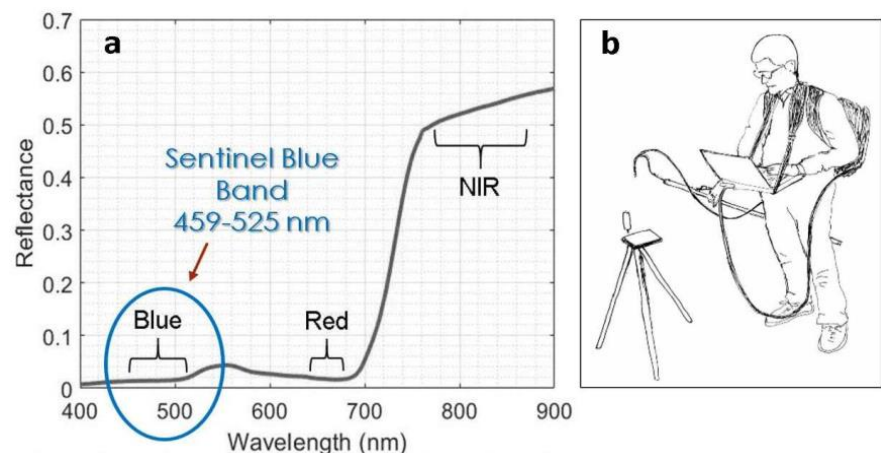 a
0.7
0.6
0.5
0.4
0.3
0.2
0.1
0
Reflectance
Sentinel Blue
Band
459-525 nm
NIR
Blue
Red
400
500
600
700
800
900
Wavelength (nm)
b